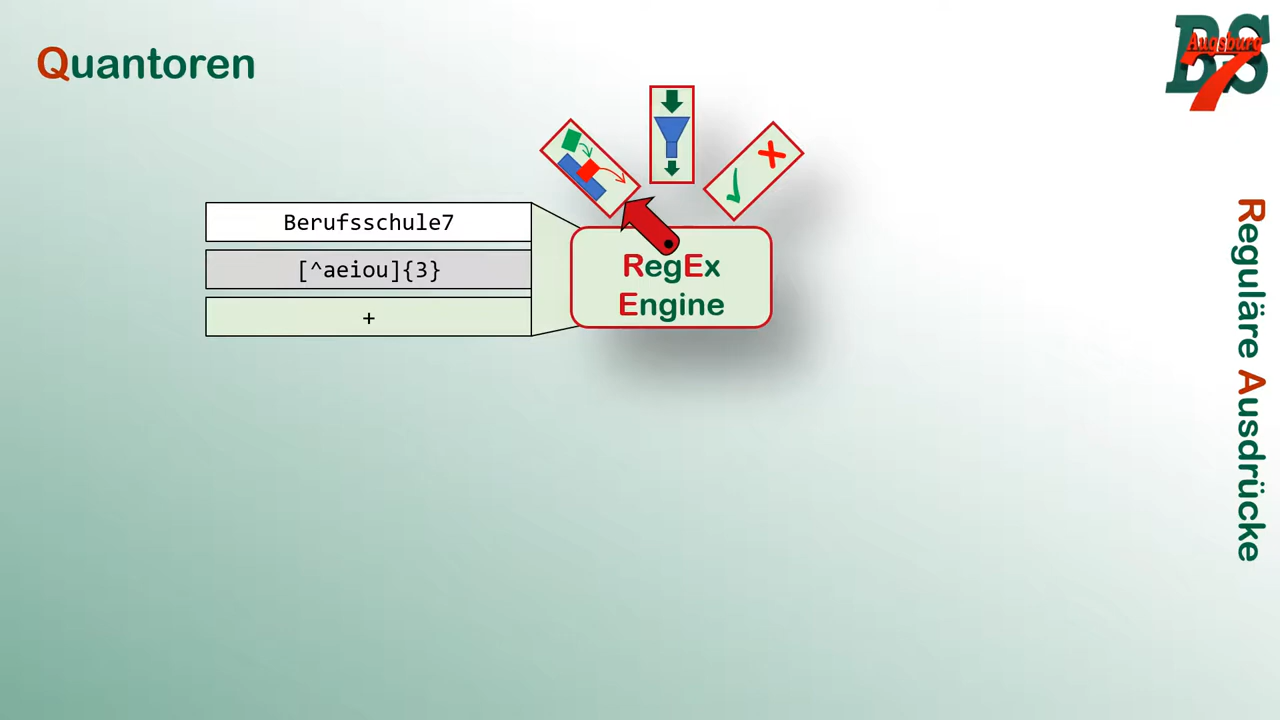 Quantoren
BS
Augsburg
7
Berufsschule7
[^aeiou]{3}
+
RegEx
Engine
Reguläre Ausdrücke